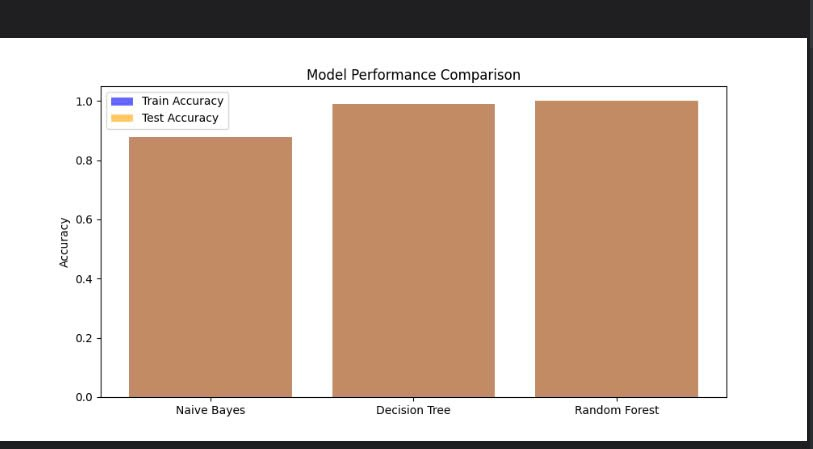 Model Performance Comparison
Train Accuracy
Test Accuracy
1.0
0.8
0.6
0.4
0.2
0.0
Accuracy
Naive Bayes
Decision Tree
Random Forest